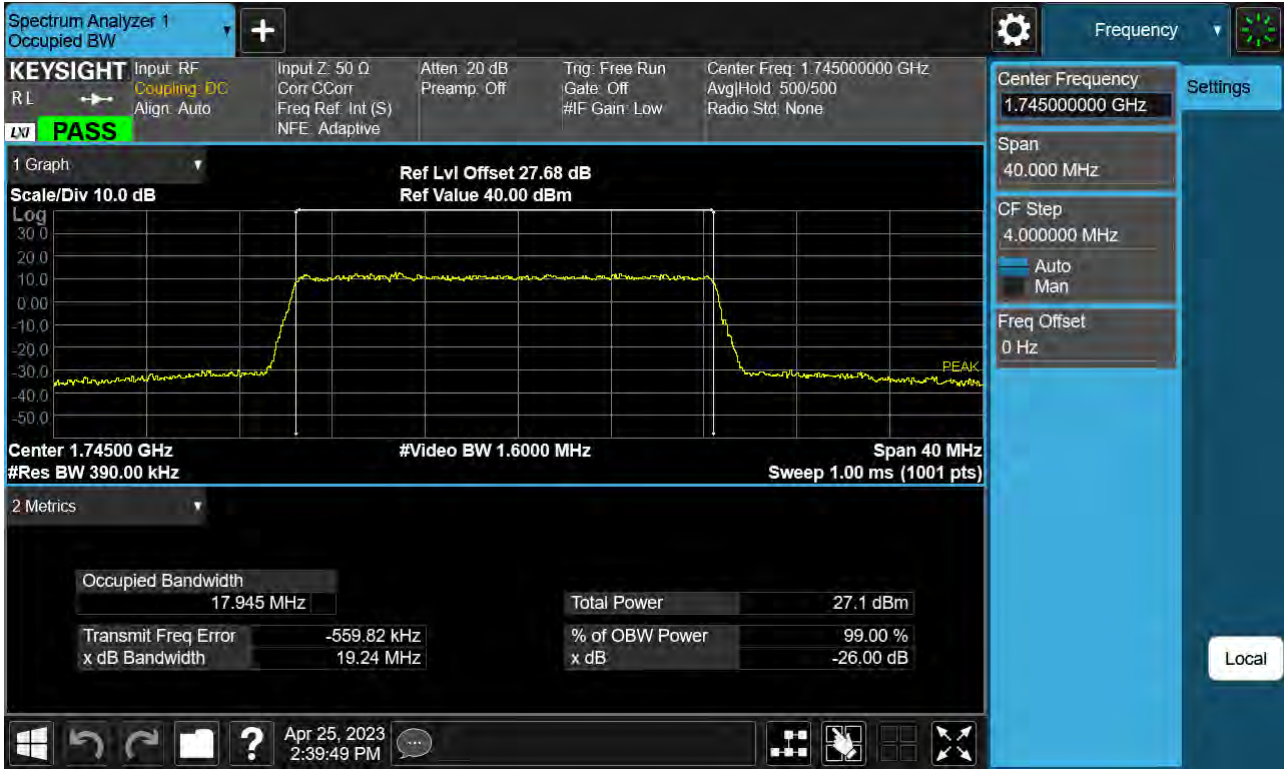 Spectrum Analyzer 1
Occupied BW
+
Frequency
KEYSIGHT
RL
LXI
PASS
Input: RF
Coupling: DC
Align: Auto
Input Z: 50 Ω
Corr CCorr
Freq Ref: Int (S)
NFE: Adaptive
Atten: 20 dB
Preamp: Off
Trig: Free Run
Gate: Off
#IF Gain: Low
Center Freq: 1.745000000 GHz
Avg|Hold: 500/500
Radio Std: None
1 Graph
Scale/Div 10.0 dB
Ref Lvl Offset 27.68 dB
Ref Value 40.00 dBm
Log
30.0
20.0
10.0
0.00
-10.0
-20.0
-30.0
-40.0
-50.0
PEAK
Center 1.74500 GHz
#Video BW 1.6000 MHz
Span 40 MHz
#Res BW 390.00 kHz
Sweep 1.00 ms (1001 pts)
2 Metrics
Occupied Bandwidth
17.945 MHz
Transmit Freq Error -559.82 kHz
x dB Bandwidth 19.24 MHz
Total Power 27.1 dBm
% of OBW Power 99.00 %
x dB -26.00 dB
Center Frequency
1.745000000 GHz
Span
40.000 MHz
CF Step
4.000000 MHz
Auto
Man
Freq Offset
0 Hz
Settings
Local
?
Apr 25, 2023
2:39:49 PM